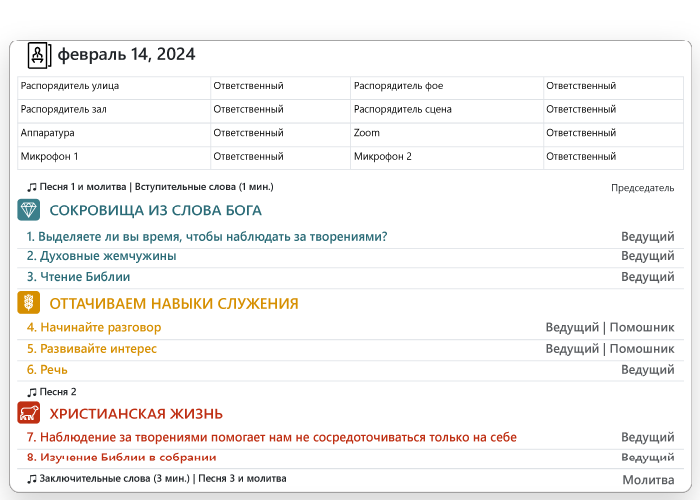 февраль 14, 2024
Распорядитель улица Ответственный Распорядитель фое Ответственный
Распорядитель зал Ответственный Распорядитель сцена Ответственный
Аппаратура Ответственный Zoom Ответственный
Микрофон 1 Ответственный Микрофон 2 Ответственный
Песня 1 и молитва | Вступительные слова (1 мин.) Председатель
СОКРОВИЩА ИЗ СЛОВА БОГА
1. Выделяете ли вы время, чтобы наблюдать за творениями? Ведущий
2. Духовные жемчужины Ведущий
3. Чтение Библии Ведущий
ОТТАЧИВАЕМ НАВЫКИ СЛУЖЕНИЯ
4. Начинайте разговор Ведущий | Помошник
5. Развивайте интерес Ведущий | Помошник
6. Речь Ведущий
Песня 2
ХРИСТИАНСКАЯ ЖИЗНЬ
7. Наблюдение за творениями помогает нам не сосредоточиваться только на себе Ведущий
8. Изучение Библии в собрании Ведущий
Заключительные слова (3 мин.) | Песня 3 и молитва Молитва